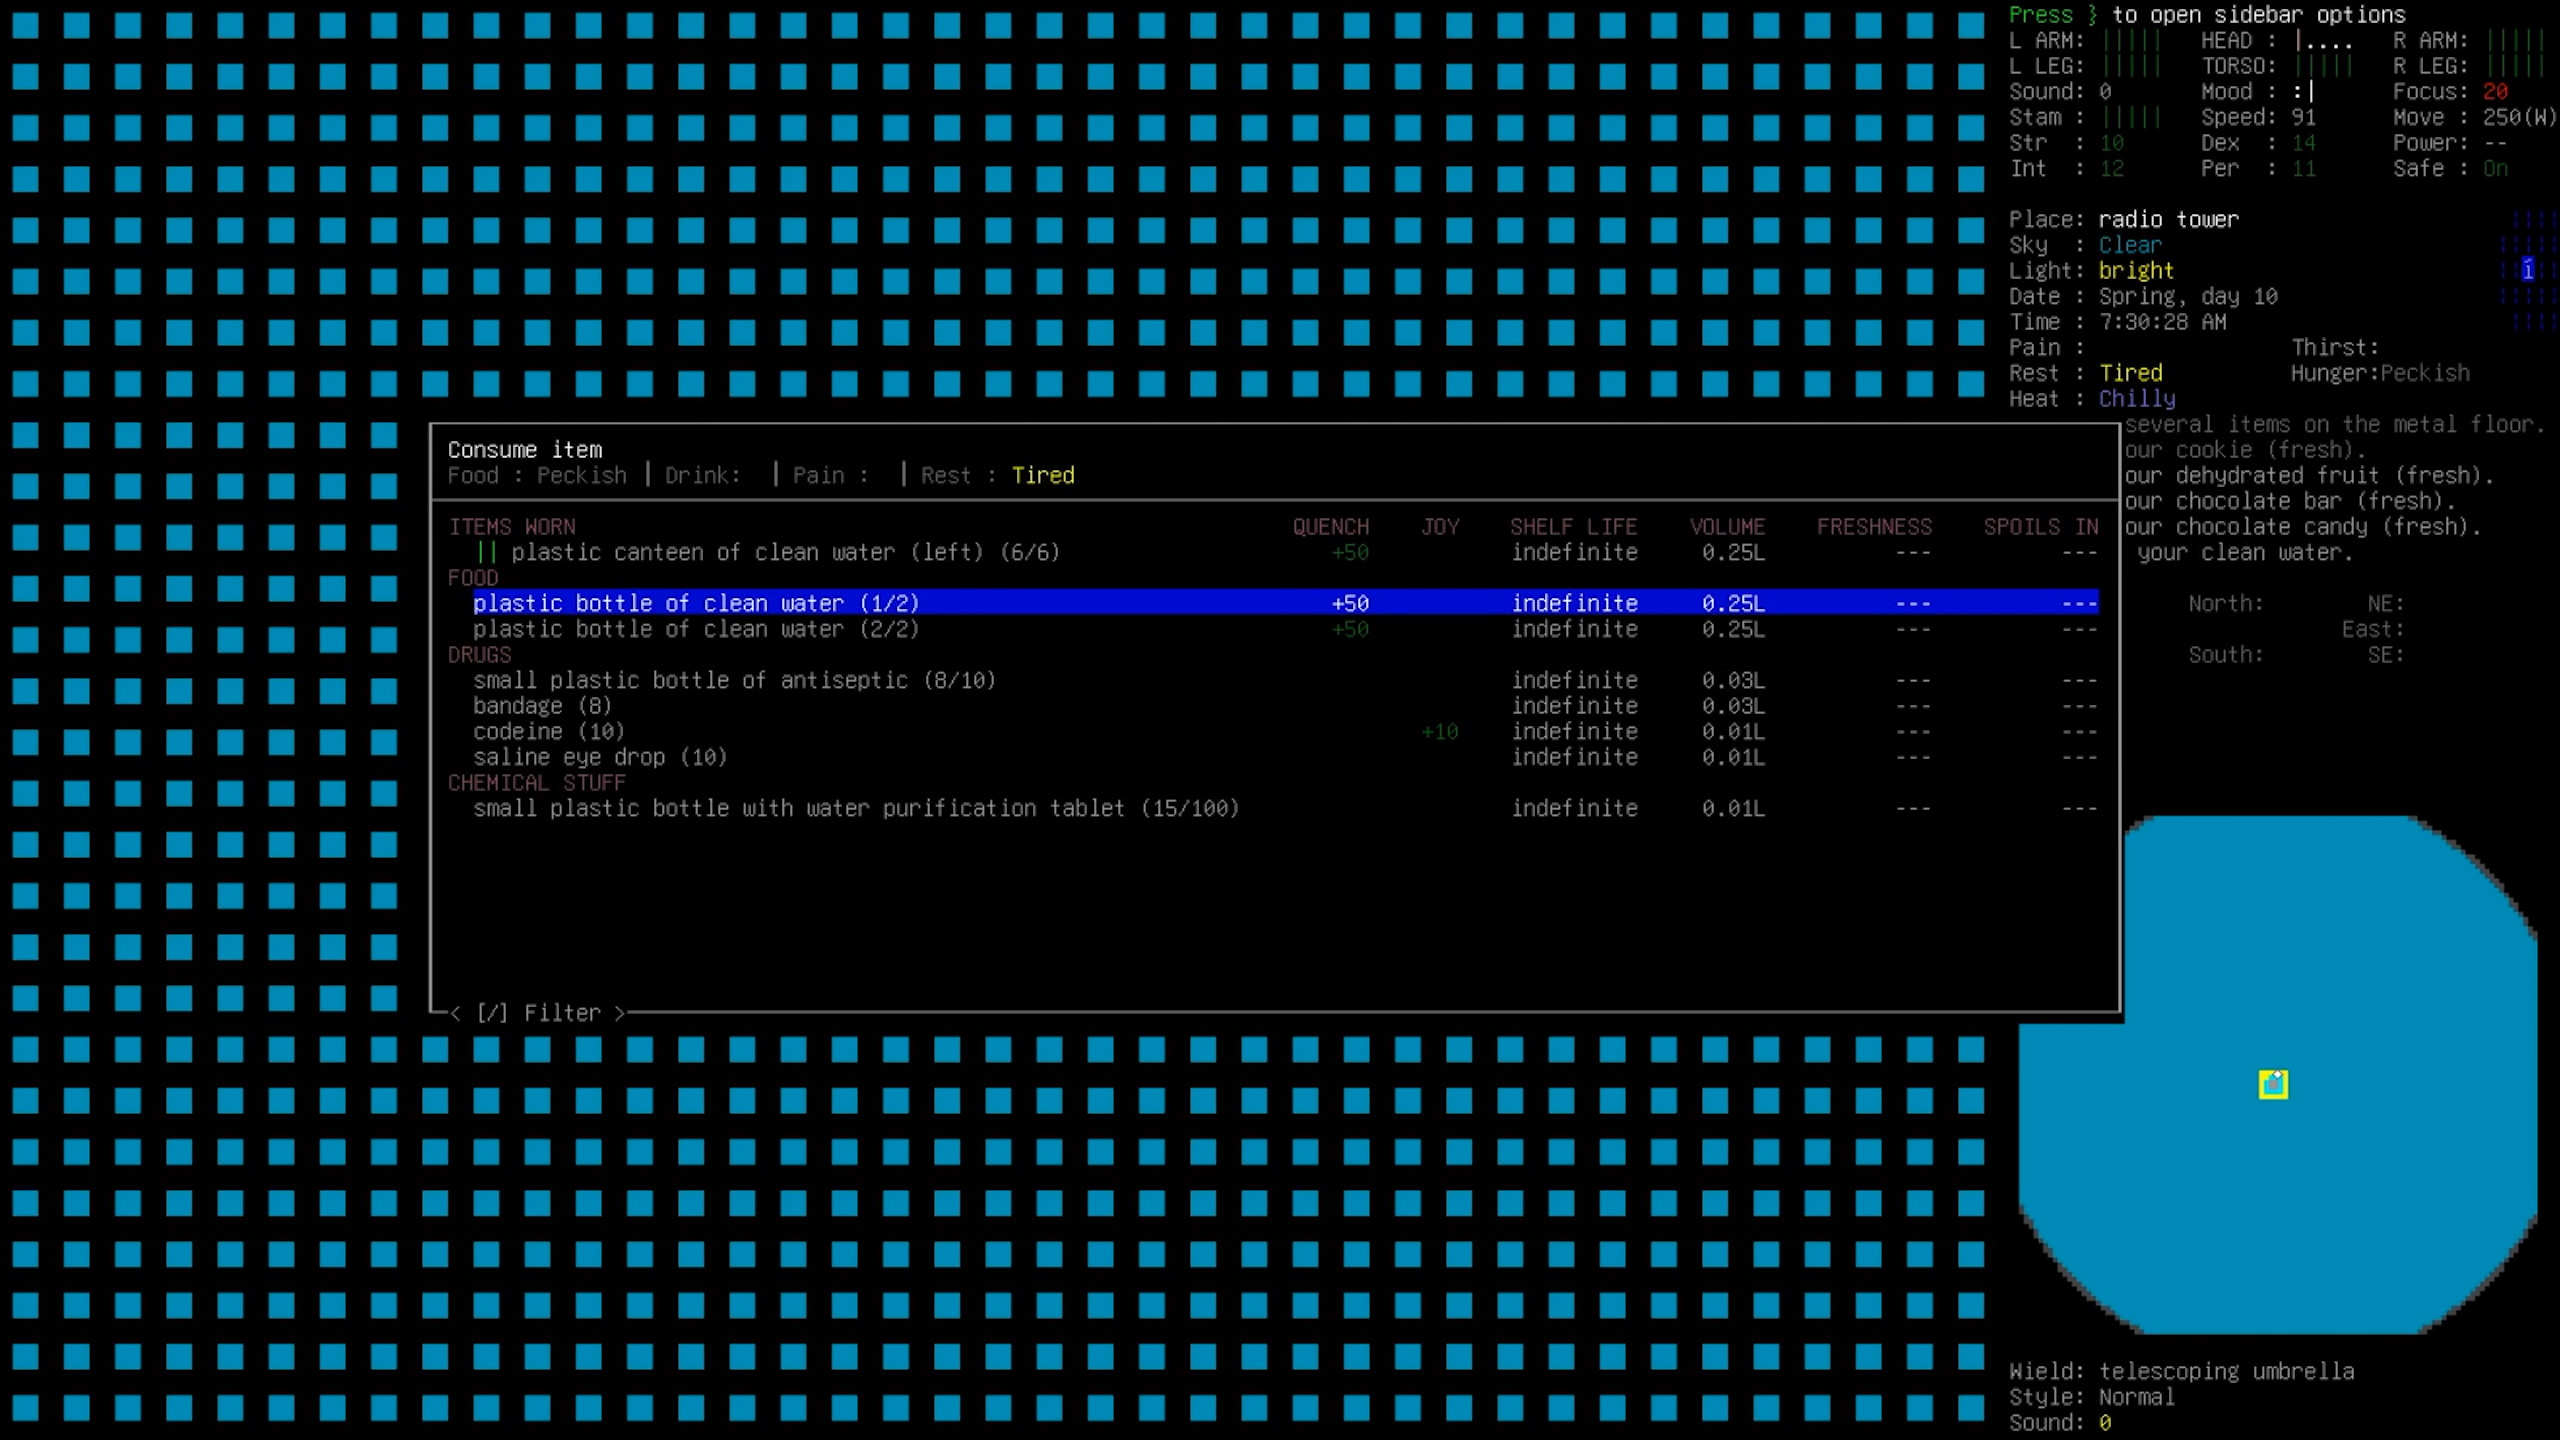 Press } to open sidebar options
L ARM: ||||| HEAD : |.... R ARM: |||||
L LEG: ||||| TORSO: ||||| R LEG: |||||
Sound: 0 Mood : :| Focus: 20
Stam : ||||| Speed: 91 Move : 250(W)
Str : 10 Dex : 14 Power: --
Int : 12 Per : 11 Safe : On
Place: radio tower
Sky : Clear
Light: bright
Date : Spring, day 10
Time : 7:30:28 AM
Pain : Thirst:
Rest : Tired Hunger:Peckish
Heat : Chilly
several items on the metal floor.
our cookie (fresh).
our dehydrated fruit (fresh).
our chocolate bar (fresh).
our chocolate candy (fresh).
your clean water.
North: NE:
East:
South: SE:
Consume item
Food : Peckish | Drink: | Pain : | Rest : Tired
ITEMS WORN QUENCH JOY SHELF LIFE VOLUME FRESHNESS SPOILS IN
|| plastic canteen of clean water (left) (6/6) +50 indefinite 0.25L --- ---
FOOD
plastic bottle of clean water (1/2) +50 indefinite 0.25L --- ---
plastic bottle of clean water (2/2) +50 indefinite 0.25L --- ---
DRUGS
small plastic bottle of antiseptic (8/10) indefinite 0.03L --- ---
bandage (8) indefinite 0.03L --- ---
codeine (10) +10 indefinite 0.01L --- ---
saline eye drop (10) indefinite 0.01L --- ---
CHEMICAL STUFF
small plastic bottle with water purification tablet (15/100) indefinite 0.01L --- ---
< [/] Filter >
Wield: telescoping umbrella
Style: Normal
Sound: 0